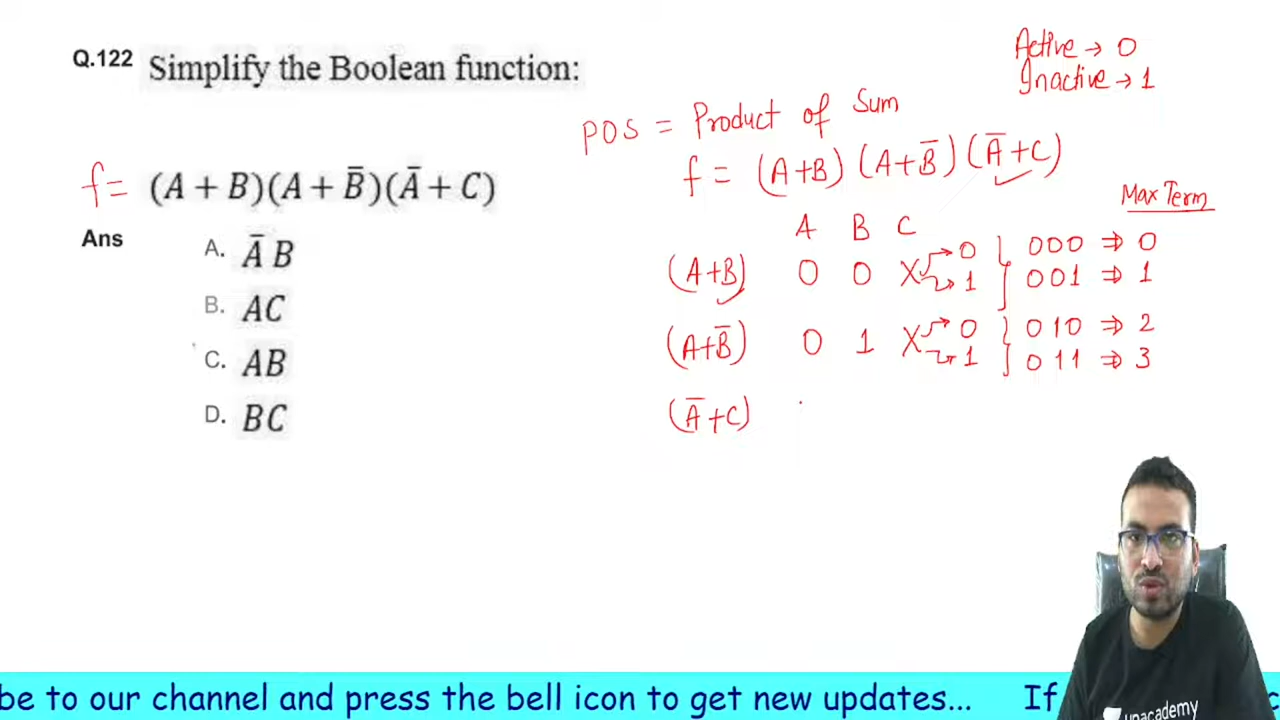 Q.122 Simplify the Boolean function:
f = (A + B)(A + B̄)(Ā + C)
Ans
A. Ā B
B. AC
C. AB
D. BC
Active → 0
Inactive → 1
POS = Product of Sum
f = (A+B) (A+B̄) (Ā+C)
Max Term
A B C
(A+B) 0 0 X → 0 → 1 } 000 ⇒ 0
001 ⇒ 1
(A+B̄) 0 1 X → 0 → 1 } 010 ⇒ 2
011 ⇒ 3
(Ā+C)
unacademy
be to our channel and press the bell icon to get new updates... If